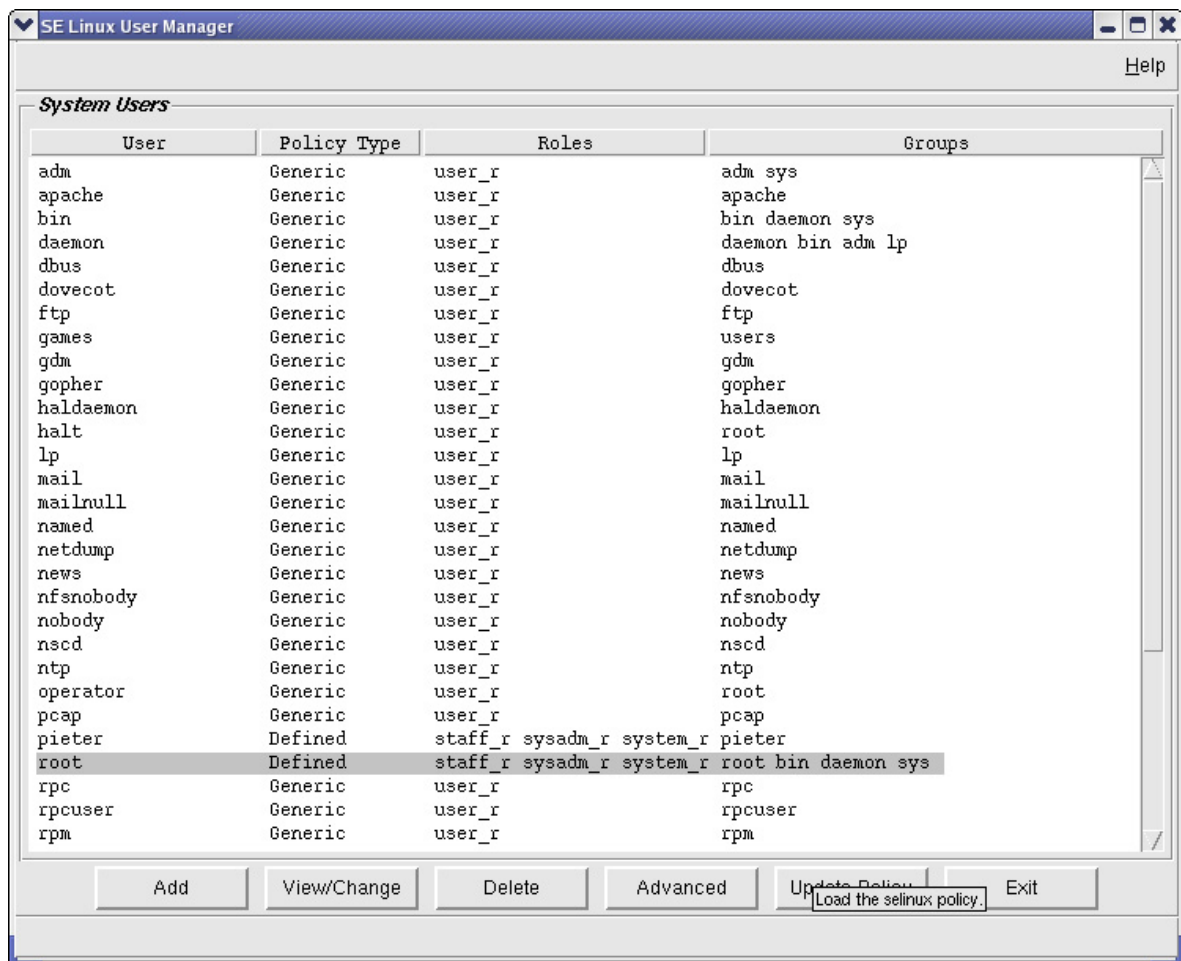 SE Linux User Manager
Help
System Users
User Policy Type Roles Groups
adm Generic user_r adm sys
apache Generic user_r apache
bin Generic user_r bin daemon sys
daemon Generic user_r daemon bin adm lp
dbus Generic user_r dbus
dovecot Generic user_r dovecot
ftp Generic user_r ftp
games Generic user_r users
gdm Generic user_r gdm
gopher Generic user_r gopher
haldaemon Generic user_r haldaemon
halt Generic user_r root
lp Generic user_r lp
mail Generic user_r mail
mailnull Generic user_r mailnull
named Generic user_r named
netdump Generic user_r netdump
news Generic user_r news
nfsnobody Generic user_r nfsnobody
nobody Generic user_r nobody
nscd Generic user_r nscd
ntp Generic user_r ntp
operator Generic user_r root
pcap Generic user_r pcap
pieter Defined staff_r sysadm_r system_r pieter
root Defined staff_r sysadm_r system_r root bin daemon sys
rpc Generic user_r rpc
rpcuser Generic user_r rpcuser
rpm Generic user_r rpm
Add View/Change Delete Advanced Update Policy Exit
Load the selinux policy.